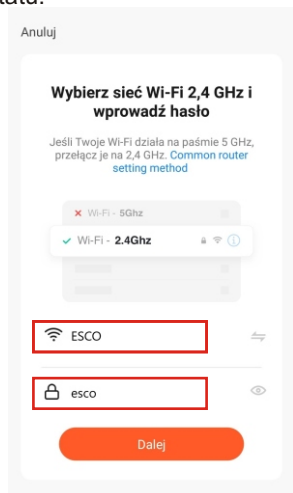 Anuluj
Wybierz sieć Wi-Fi 2,4 GHz i
wprowadź hasło
Jeśli Twoje Wi-Fi działa na paśmie 5 GHz,
przełącz je na 2,4 GHz. Common router
setting method
Wi-Fi - 5Ghz
Wi-Fi - 2.4Ghz
ESCO
esco
Dalej